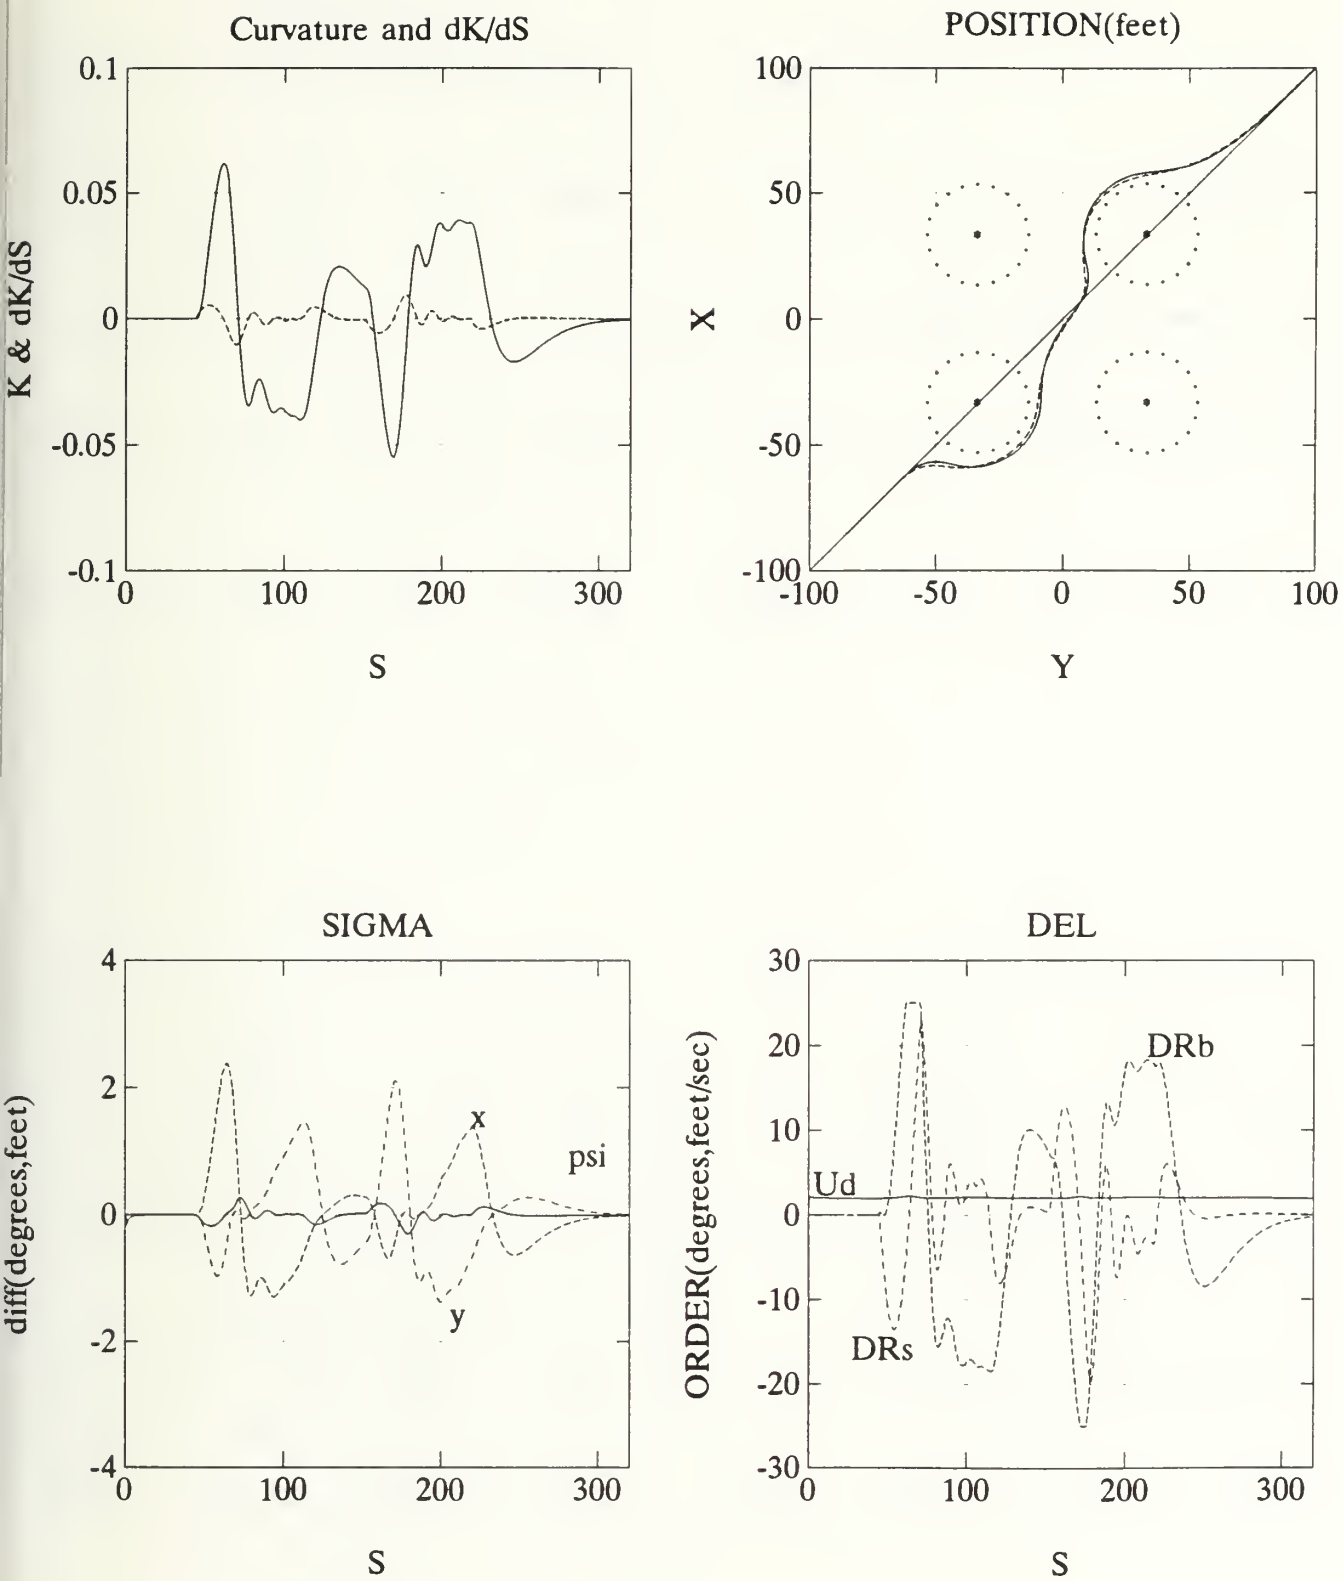 Curvature and dK/dS
0.1
0.05
0
-0.05
-0.1
K & dK/dS
0
100
200
300
S
POSITION(feet)
100
50
0
-50
-100
X
-100
-50
0
50
100
Y
SIGMA
4
2
0
-2
-4
diff(degrees,feet)
x
psi
y
0
100
200
300
S
DEL
30
20
10
0
-10
-20
-30
ORDER(degrees,feet/sec)
DRb
Ud
DRs
0
100
200
300
S